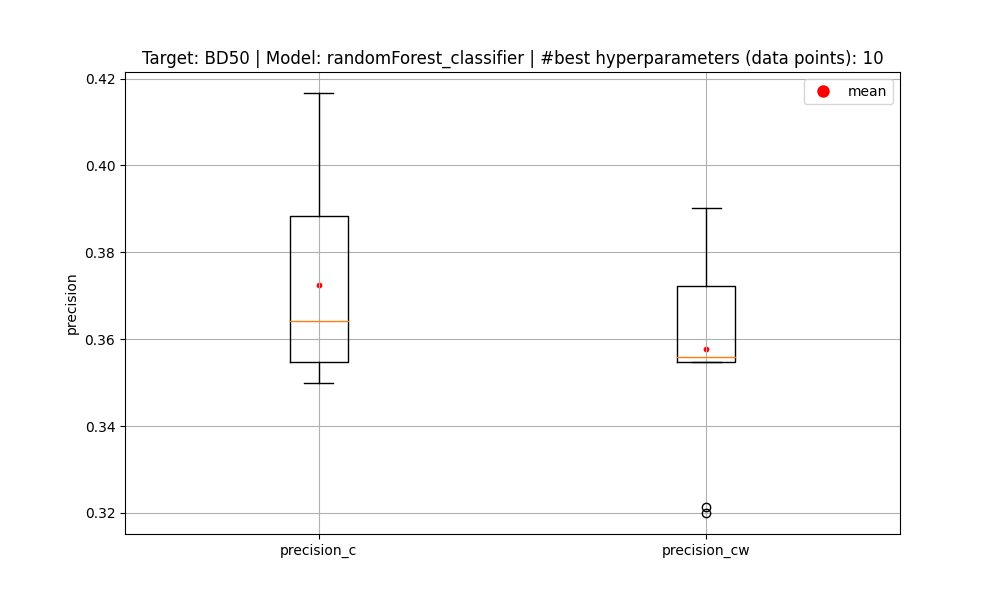 Target: BD50 | Model: randomForest_classifier | #best hyperparameters (data points): 10
mean
precision
0.42
0.40
0.38
0.36
0.34
0.32
precision_c
precision_cw